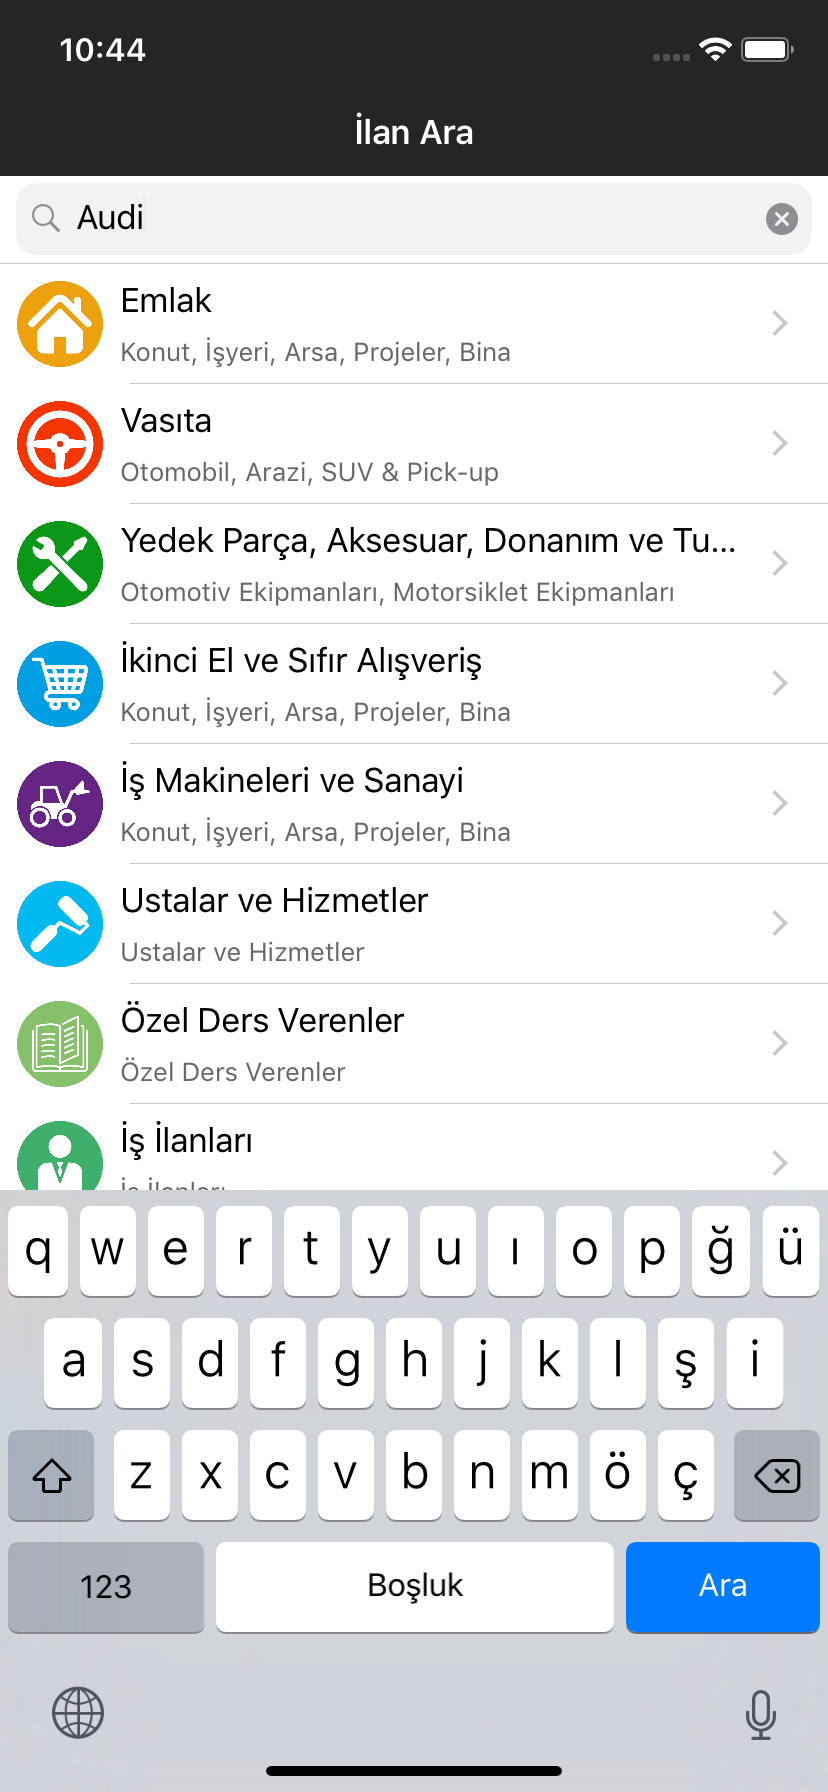 10:44
İlan Ara
Audi
Emlak
Konut, İşyeri, Arsa, Projeler, Bina
Vasıta
Otomobil, Arazi, SUV & Pick-up
Yedek Parça, Aksesuar, Donanım ve Tu...
Otomotiv Ekipmanları, Motorsiklet Ekipmanları
İkinci El ve Sıfır Alışveriş
Konut, İşyeri, Arsa, Projeler, Bina
İş Makineleri ve Sanayi
Konut, İşyeri, Arsa, Projeler, Bina
Ustalar ve Hizmetler
Ustalar ve Hizmetler
Özel Ders Verenler
Özel Ders Verenler
İş İlanları
İş İlanları
q w e r t y u ı o p ğ ü
a s d f g h j k l ş i
z x c v b n m ö ç
123 Boşluk Ara